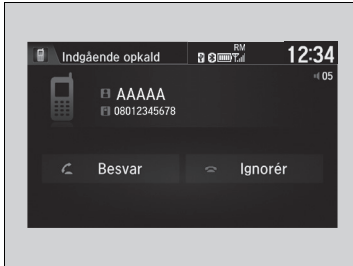 Indgående opkald
RM
12:34
05
AAAAA
08012345678
Besvar
Ignorér